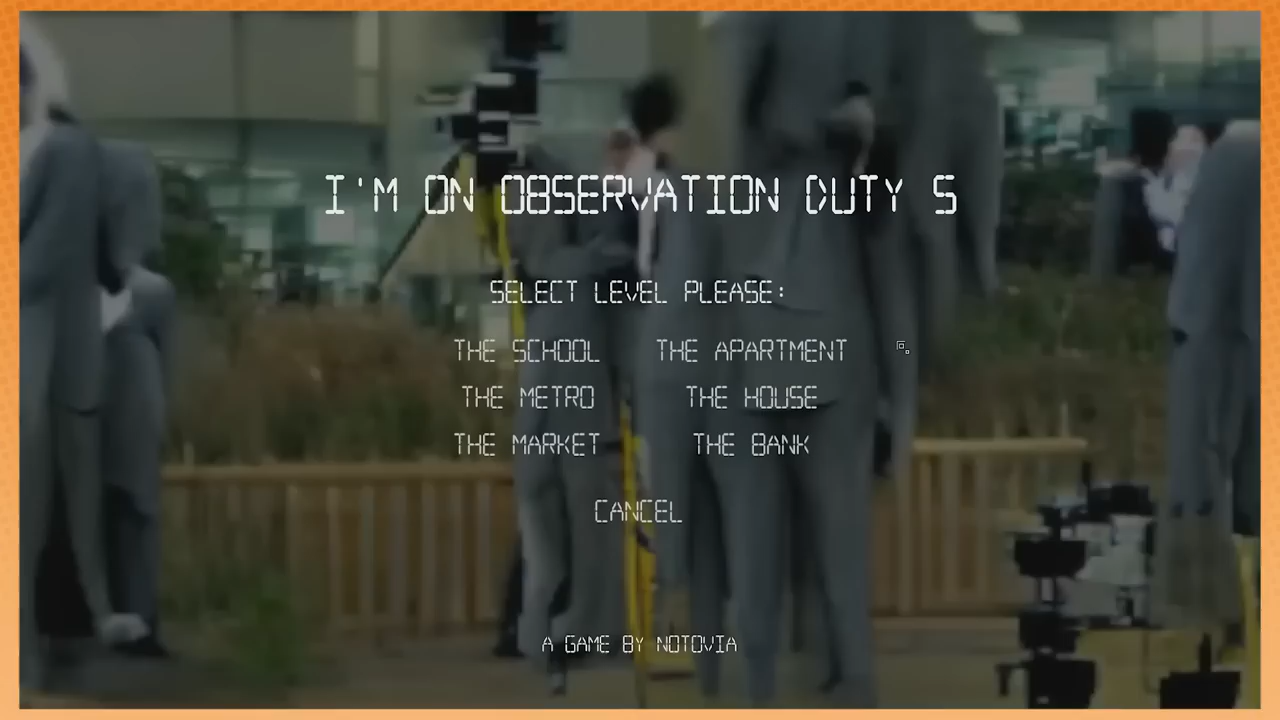 I'M ON OBSERVATION DUTY 5
SELECT LEVEL PLEASE:
THE SCHOOL THE APARTMENT
THE METRO THE HOUSE
THE MARKET THE BANK
CANCEL
A GAME BY NOTOVIA